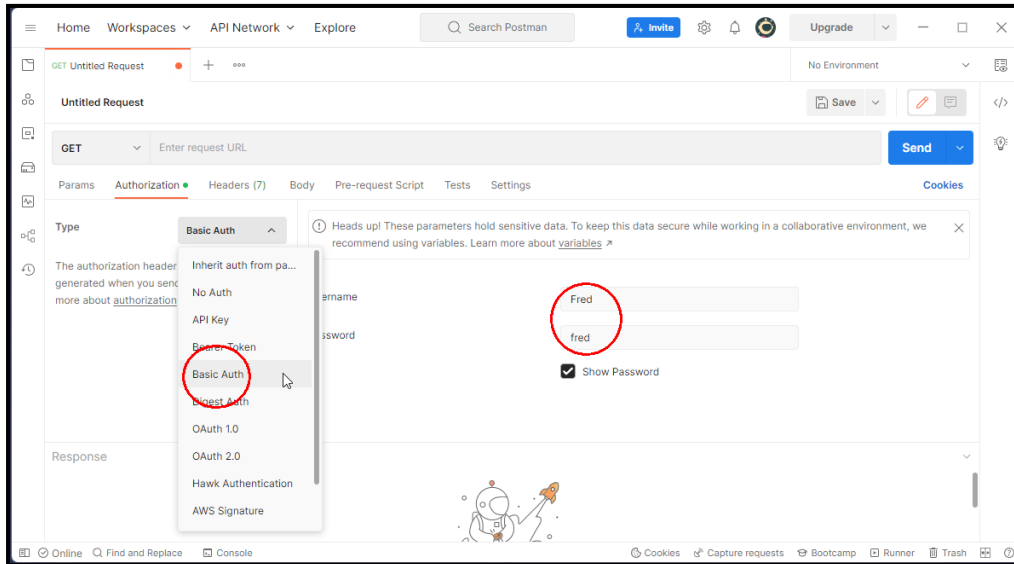 Home Workspaces API Network Explore Search Postman Invite Upgrade
GET Untitled Request No Environment
Untitled Request Save
GET Enter request URL Send
Params Authorization Headers (7) Body Pre-request Script Tests Settings Cookies
Type Basic Auth
Heads up! These parameters hold sensitive data. To keep this data secure while working in a collaborative environment, we
recommend using variables. Learn more about variables
The authorization header
generated when you send
more about authorization
Inherit auth from pa...
No Auth
API Key
Bearer Token
Basic Auth
Digest Auth
OAuth 1.0
OAuth 2.0
Hawk Authentication
AWS Signature
ername Fred
ssword fred
Show Password
Response
Online Find and Replace Console Cookies Capture requests Bootcamp Runner Trash